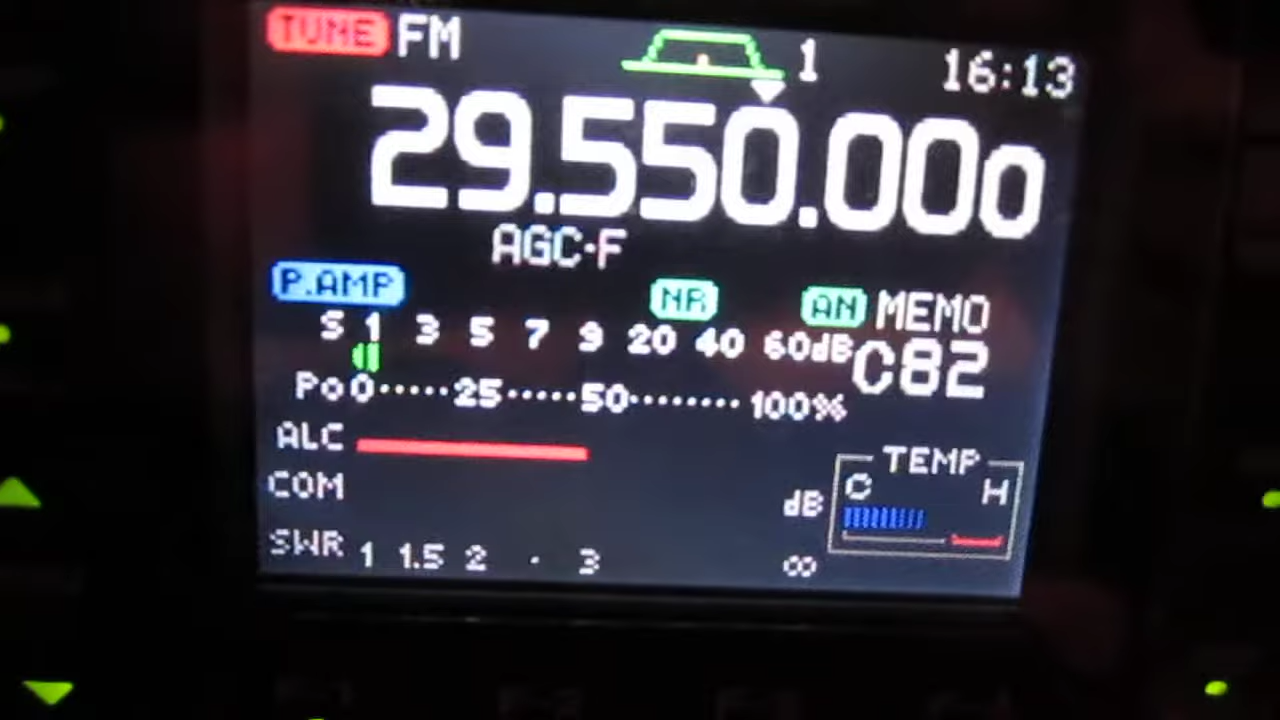 TUNE FM 1 16:13
29.550.000
AGC-F
P.AMP NR AN MEMO
S 1 3 5 7 9 20 40 60dB C82
Po 0 25 50 100%
ALC TEMP
COM dB C H
SWR 1 1.5 2 · 3 ∞